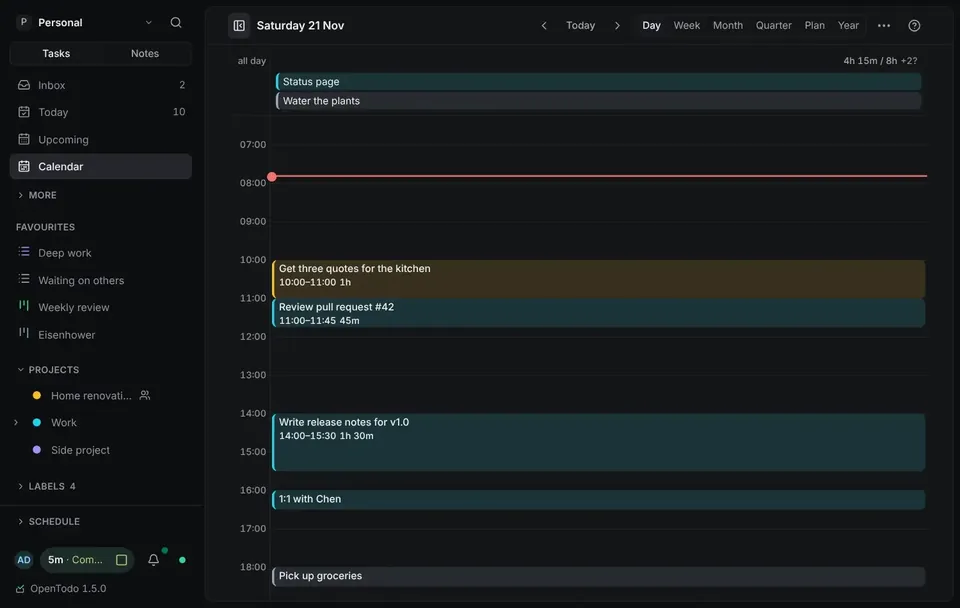 P Personal
Tasks Notes
Inbox 2
Today 10
Upcoming
Calendar
MORE
FAVOURITES
Deep work
Waiting on others
Weekly review
Eisenhower
PROJECTS
Home renovati...
Work
Side project
LABELS 4
SCHEDULE
AD 5m · Com...
OpenTodo 1.5.0
Saturday 21 Nov
Today
Day Week Month Quarter Plan Year
all day 4h 15m / 8h +2?
Status page
Water the plants
07:00
08:00
09:00
10:00
Get three quotes for the kitchen
10:00–11:00 1h
11:00
Review pull request #42
11:00–11:45 45m
12:00
13:00
14:00
Write release notes for v1.0
14:00–15:30 1h 30m
15:00
16:00
1:1 with Chen
17:00
18:00
Pick up groceries